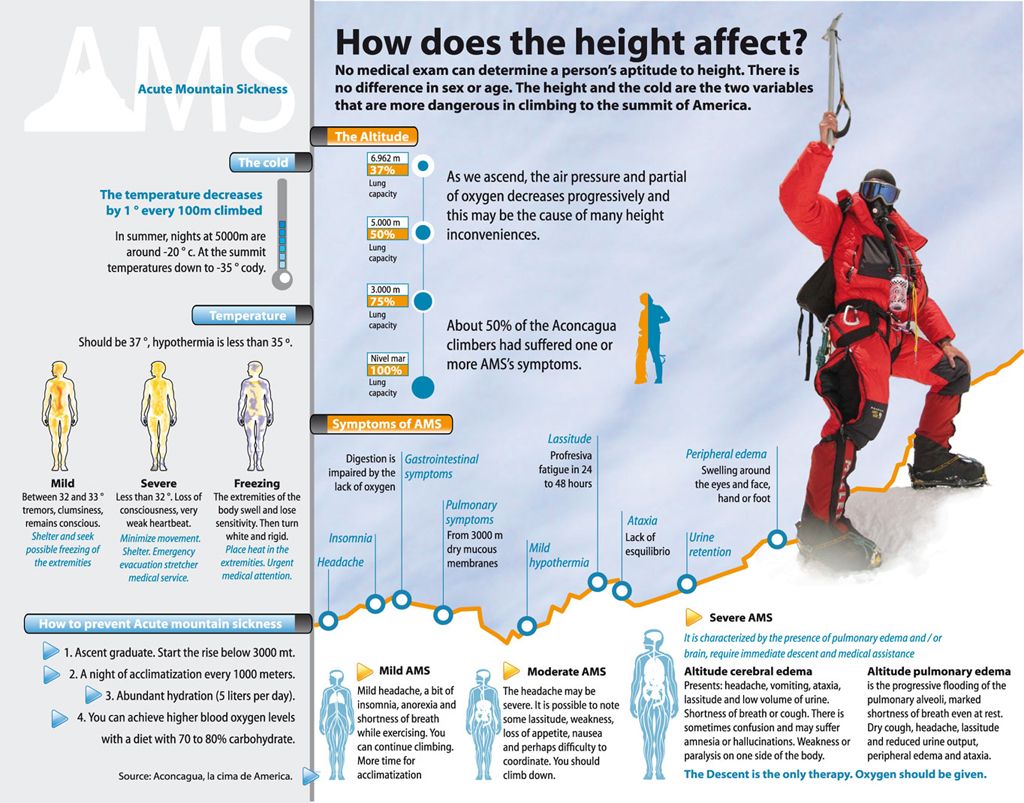 AMS
Acute Mountain Sickness
How does the height affect?
No medical exam can determine a person's aptitude to height. There is
no difference in sex or age. The height and the cold are the two variables
that are more dangerous in climbing to the summit of America.
The cold
The temperature decreases
by 1 ° every 100m climbed
In summer, nights at 5000m are
around -20 ° c. At the summit
temperatures down to -35 ° cody.
Temperature
Should be 37 °, hypothermia is less than 35 º.
Mild
Between 32 and 33 °
tremors, clumsiness,
remains conscious.
Shelter and seek
possible freezing of
the extremities
Severe
Less than 32 °. Loss of
consciousness, very
weak heartbeat.
Minimize movement.
Shelter. Emergency
evacuation stretcher
medical service.
Freezing
The extremities of the
body swell and lose
sensitivity. Then turn
white and rigid.
Place heat in the
extremities. Urgent
medical attention.
How to prevent Acute mountain sickness
1. Ascent graduate. Start the rise below 3000 mt.
2. A night of acclimatization every 1000 meters.
3. Abundant hydration (5 liters per day).
4. You can achieve higher blood oxygen levels
with a diet with 70 to 80% carbohydrate.
Source: Aconcagua, la cima de America.
The Altitude
6.962 m
37%
Lung
capacity
5.000 m
50%
Lung
capacity
3.000 m
75%
Lung
capacity
Nivel mar
100%
Lung
capacity
As we ascend, the air pressure and partial
of oxygen decreases progressively and
this may be the cause of many height
inconveniences.
About 50% of the Aconcagua
climbers had suffered one or
more AMS's symptoms.
Symptoms of AMS
Headache
Insomnia
Digestion is
impaired by the
lack of oxygen
Gastrointestinal
symptoms
Pulmonary
symptoms
From 3000 m
dry mucous
membranes
Mild
hypothermia
Lassitude
Profresiva
fatigue in 24
to 48 hours
Ataxia
Lack of
esquilibrio
Urine
retention
Peripheral edema
Swelling around
the eyes and face,
hand or foot
Mild AMS
Mild headache, a bit of
insomnia, anorexia and
shortness of breath
while exercising. You
can continue climbing.
More time for
acclimatization
Moderate AMS
The headache may be
severe. It is possible to note
some lassitude, weakness,
loss of appetite, nausea
and perhaps difficulty to
coordinate. You should
climb down.
Severe AMS
It is characterized by the presence of pulmonary edema and / or
brain, require immediate descent and medical assistance
Altitude cerebral edema
Presents: headache, vomiting, ataxia,
lassitude and low volume of urine.
Shortness of breath or cough. There is
sometimes confusion and may suffer
amnesia or hallucinations. Weakness or
paralysis on one side of the body.
Altitude pulmonary edema
is the progressive flooding of the
pulmonary alveoli, marked
shortness of breath even at rest.
Dry cough, headache, lassitude
and reduced urine output,
peripheral edema and ataxia.
The Descent is the only therapy. Oxygen should be given.